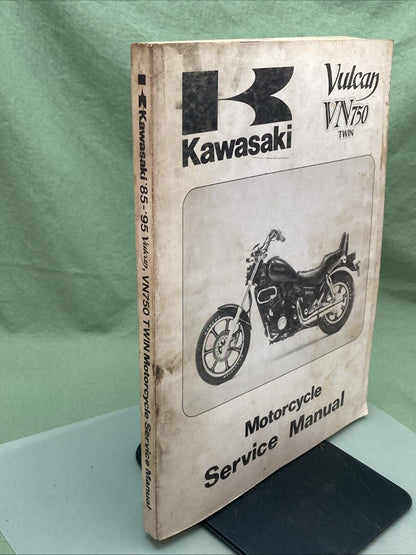 Kawasaki
Vulcan
VN750
TWIN
Motorcycle
Service Manual
Kawasaki '85-'95 Vulcan, VN750 TWIN Motorcycle Service Manual